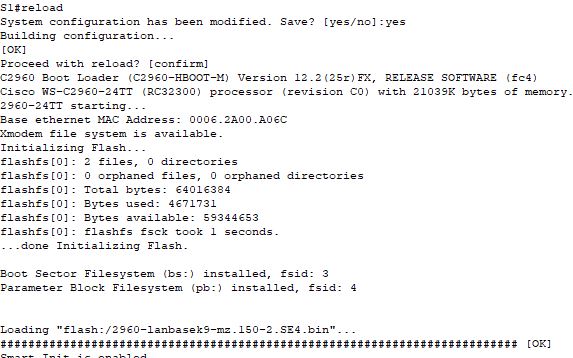 S1#reload
System configuration has been modified. Save? [yes/no]:yes
Building configuration...
[OK]
Proceed with reload? [confirm]
C2960 Boot Loader (C2960-HBOOT-M) Version 12.2(25r)FX, RELEASE SOFTWARE (fc4)
Cisco WS-C2960-24TT (RC32300) processor (revision C0) with 21039K bytes of memory.
2960-24TT starting...
Base ethernet MAC Address: 0006.2A00.A06C
Xmodem file system is available.
Initializing Flash...
flashfs[0]: 2 files, 0 directories
flashfs[0]: 0 orphaned files, 0 orphaned directories
flashfs[0]: Total bytes: 64016384
flashfs[0]: Bytes used: 4671731
flashfs[0]: Bytes available: 59344653
flashfs[0]: flashfs fsck took 1 seconds.
...done Initializing Flash.
Boot Sector Filesystem (bs:) installed, fsid: 3
Parameter Block Filesystem (pb:) installed, fsid: 4
Loading "flash:/2960-lanbasek9-mz.150-2.SE4.bin"...
########################################################################## [OK]
Smart Init is enabled